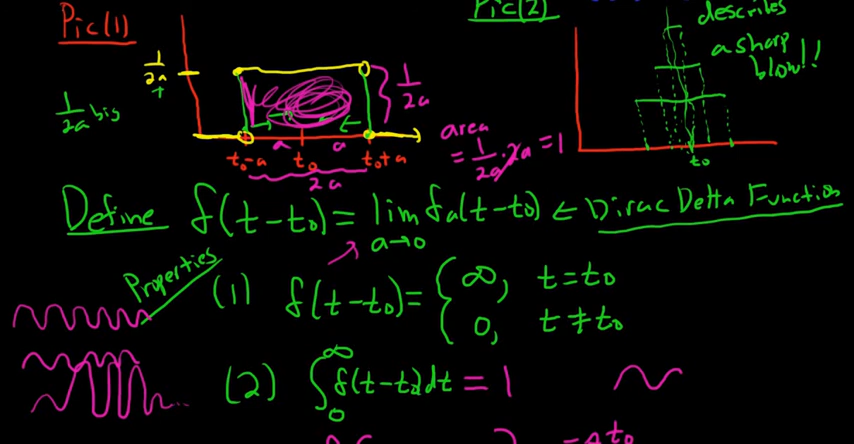 Pic(1)
Pic(2)
describes
a sharp
blow!!
1/2a
1/2a big
1/2a
a a
t₀-a t₀ t₀+a
2a
area
= 1/2a · 2a = 1
t₀
Define δ(t-t₀) = lim a→0 δa(t-t₀) ← Dirac Delta Function
Properties
(1) δ(t-t₀) = { ∞, t = t₀
0, t ≠ t₀
(2) ∫₀^∞ δ(t-t₀)dt = 1